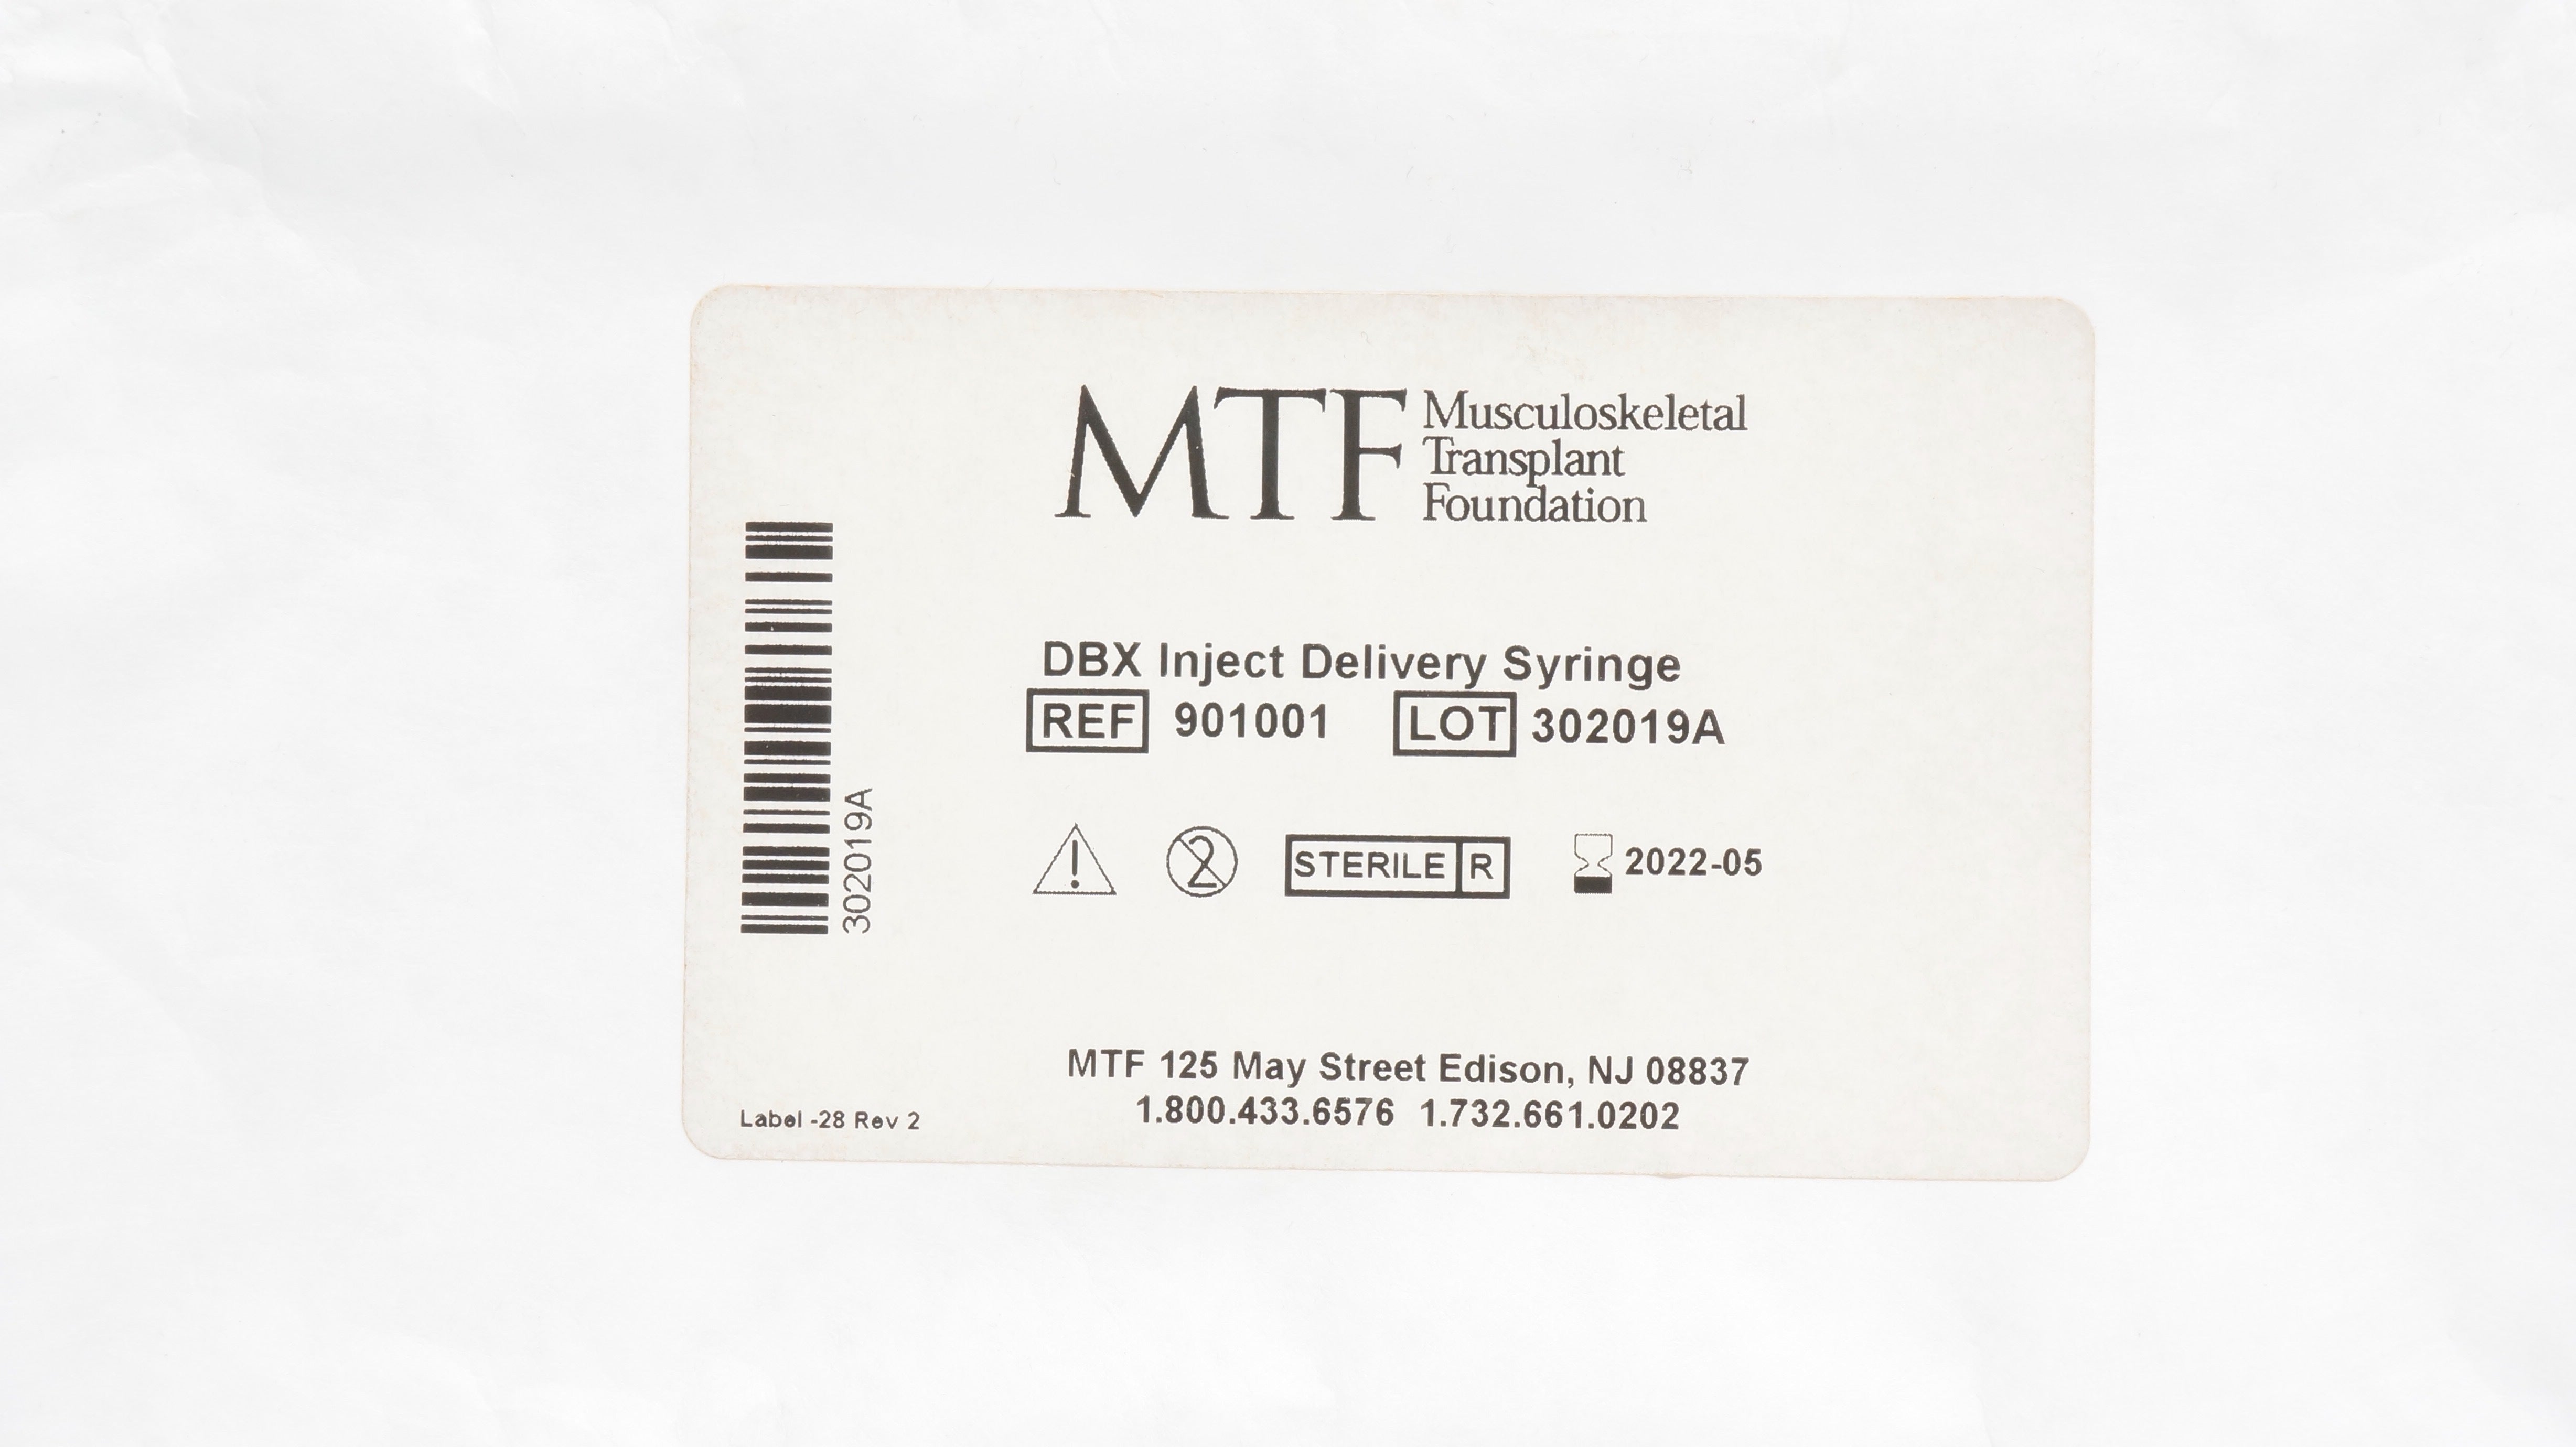 MTF Musculoskeletal
Transplant
Foundation
DBX Inject Delivery Syringe
REF 901001 LOT 302019A
302019A
2 STERILE R 2022-05
MTF 125 May Street Edison, NJ 08837
1.800.433.6576 1.732.661.0202
Label -28 Rev 2